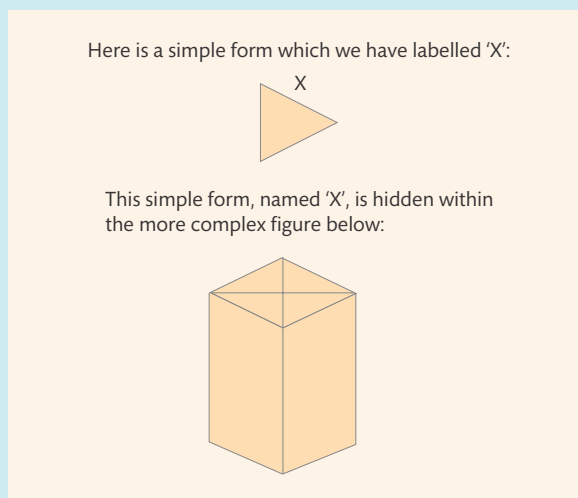 Here is a simple form which we have labelled ‘X’:
X
This simple form, named ‘X’, is hidden within
the more complex figure below: